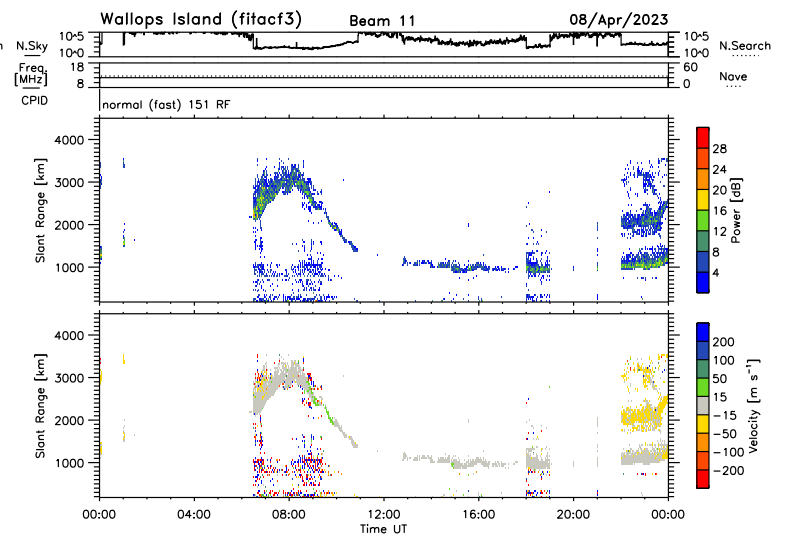 Wallops Island (fitacf3) Beam 11 08/Apr/2023
n N.Sky 10^5 10^0 10^5 10^0 N.Search
Freq. [MHz] 18 8 60 0 Nave
CPID normal (fast) 151 RF
Slant Range [km] 4000 3000 2000 1000
28 24 20 16 12 8 4 Power [dB]
Slant Range [km] 4000 3000 2000 1000
200 100 50 15 -15 -50 -100 -200 Velocity [m s⁻¹]
00:00 04:00 08:00 12:00 16:00 20:00 00:00
Time UT